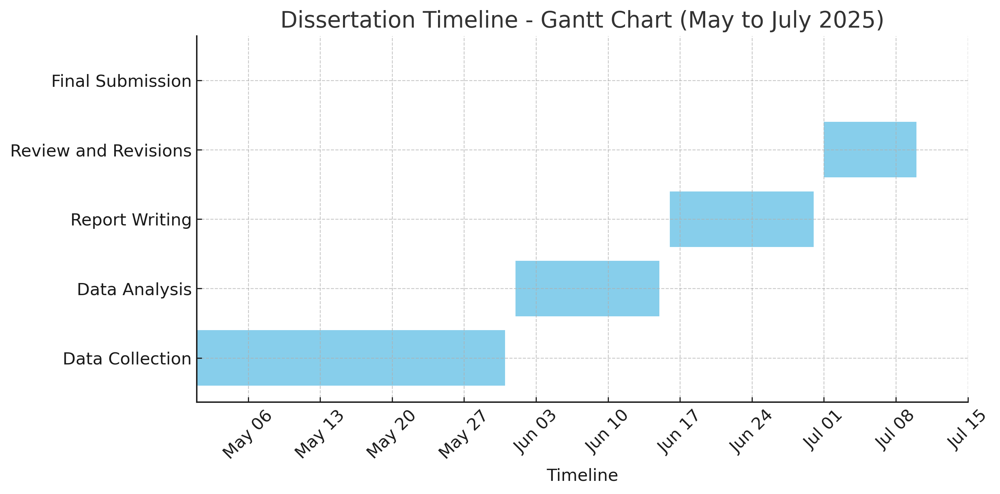 Dissertation Timeline - Gantt Chart (May to July 2025)
Final Submission
Review and Revisions
Report Writing
Data Analysis
Data Collection
May 06
May 13
May 20
May 27
Jun 03
Jun 10
Jun 17
Jun 24
Jul 01
Jul 08
Jul 15
Timeline